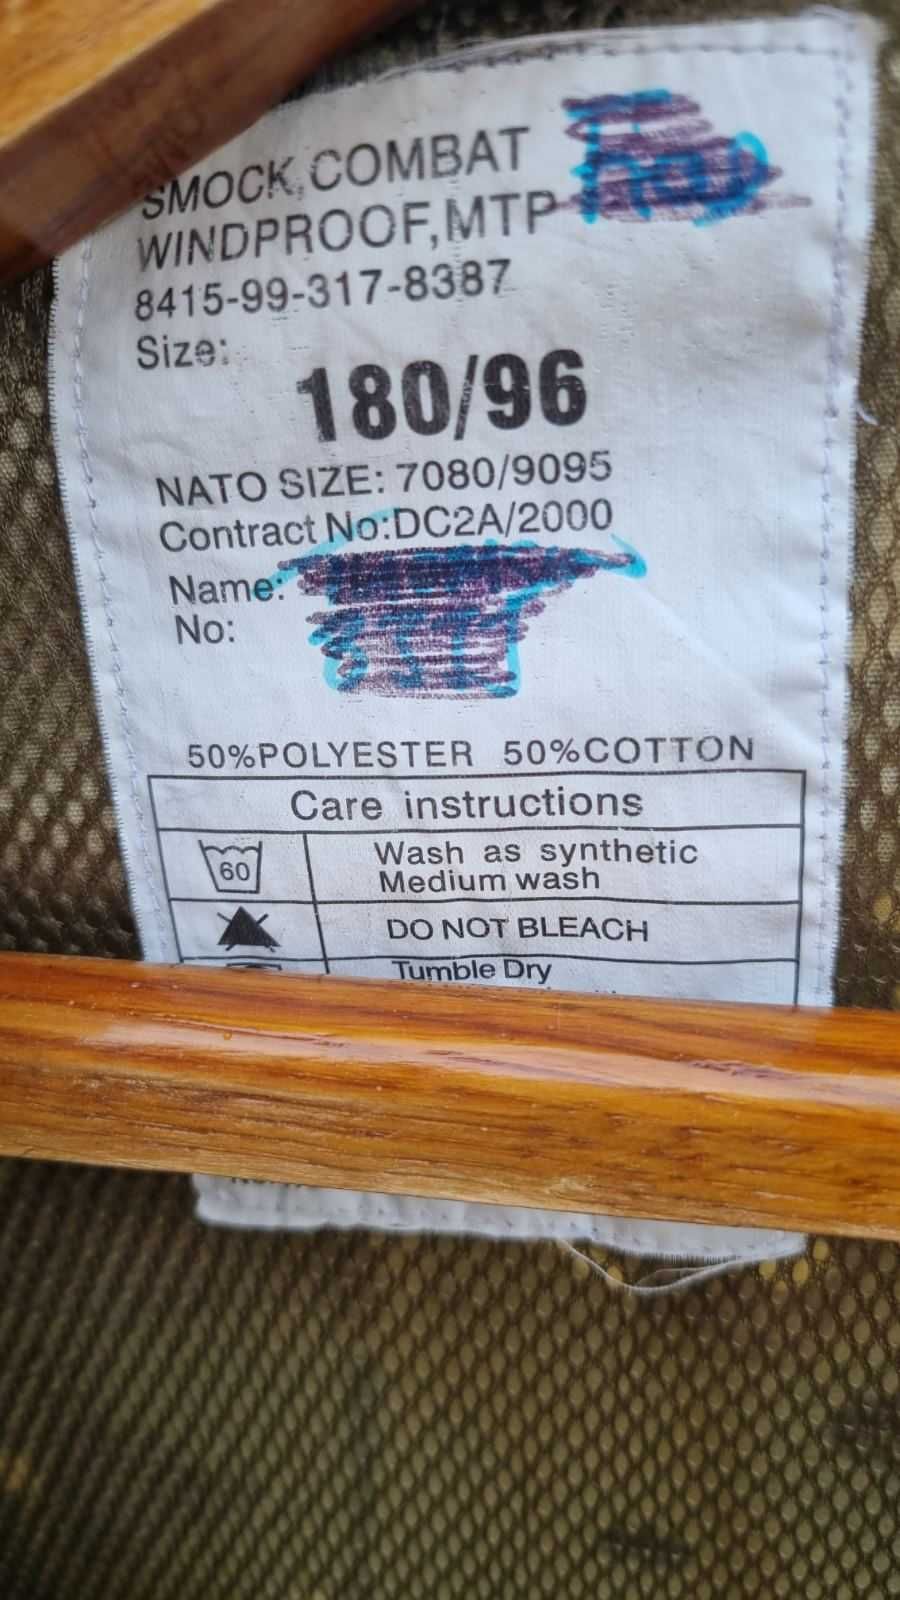 SMOCK, COMBAT
WINDPROOF,MTP
8415-99-317-8387
Size:
180/96
NATO SIZE: 7080/9095
Contract No:DC2A/2000
Name:
No:
50%POLYESTER 50%COTTON
Care instructions
60
Wash as synthetic
Medium wash
DO NOT BLEACH
Tumble Dry